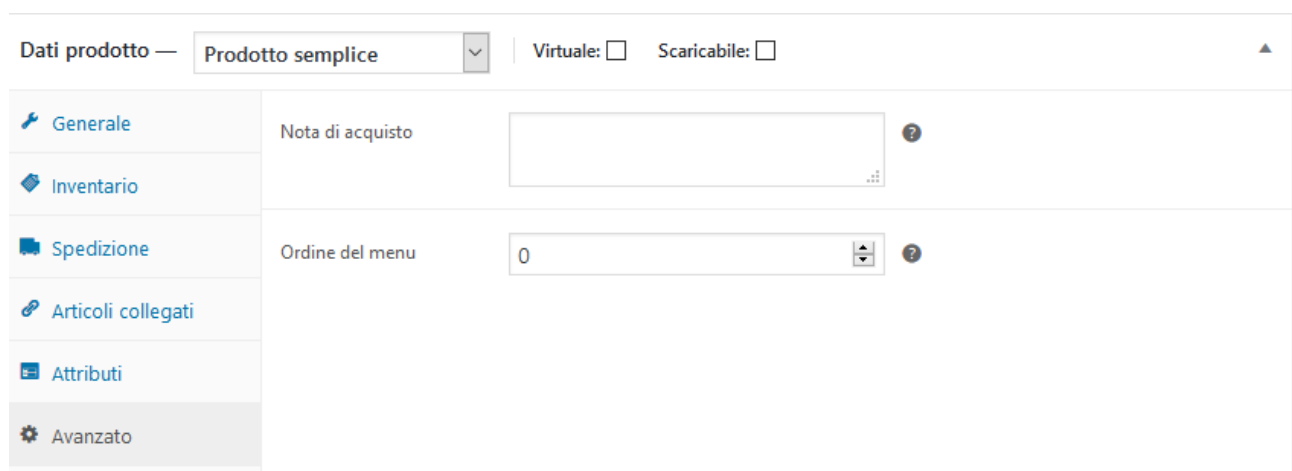 Dati prodotto — Prodotto semplice Virtuale: Scaricabile:
Generale
Nota di acquisto
Inventario
Spedizione
Ordine del menu 0
Articoli collegati
Attributi
Avanzato